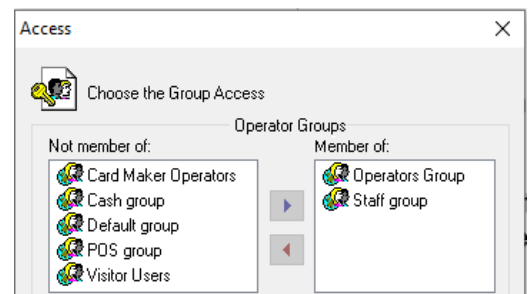 Access
Choose the Group Access
Operator Groups
Not member of:
Member of:
Card Maker Operators
Cash group
Default group
POS group
Visitor Users
Operators Group
Staff group